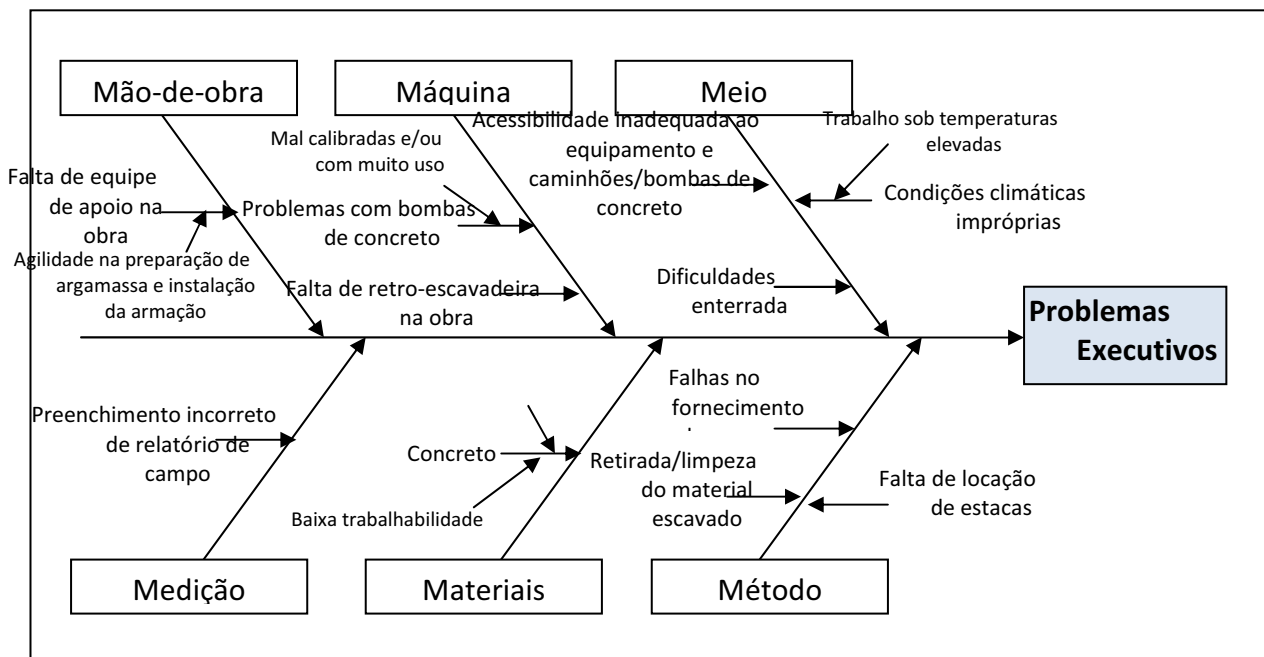 Mão-de-obra
Máquina
Meio
Falta de equipe
de apoio na
obra
Agilidade na preparação de
argamassa e instalação
da armação
Mal calibradas e/ou
com muito uso
Problemas com bombas
de concreto
Falta de retro-escavadeira
na obra
Acessibilidade inadequada ao
equipamento e
caminhões/bombas de
concreto
Trabalho sob temperaturas
elevadas
Condições climáticas
impróprias
Dificuldades
enterrada
Problemas
Executivos
Preenchimento incorreto
de relatório de
campo
Concreto
Baixa trabalhabilidade
Falhas no
fornecimento
Retirada/limpeza
do material
escavado
Falta de locação
de estacas
Medição
Materiais
Método